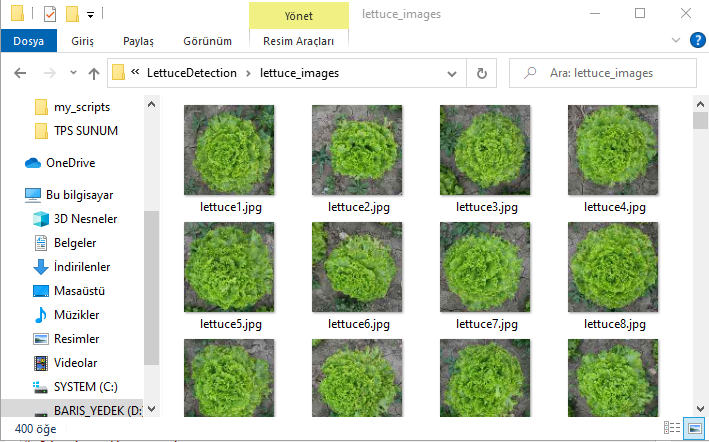 Yönet
lettuce_images
Dosya
Giriş
Paylaş
Görünüm
Resim Araçları
LettuceDetection
lettuce_images
Ara: lettuce_images
my_scripts
TPS SUNUM
OneDrive
Bu bilgisayar
3D Nesneler
Belgeler
İndirilenler
Masaüstü
Müzikler
Resimler
Videolar
SYSTEM (C:)
BARIS_YEDEK (D:
lettuce1.jpg
lettuce2.jpg
lettuce3.jpg
lettuce4.jpg
lettuce5.jpg
lettuce6.jpg
lettuce7.jpg
lettuce8.jpg
400 öğe